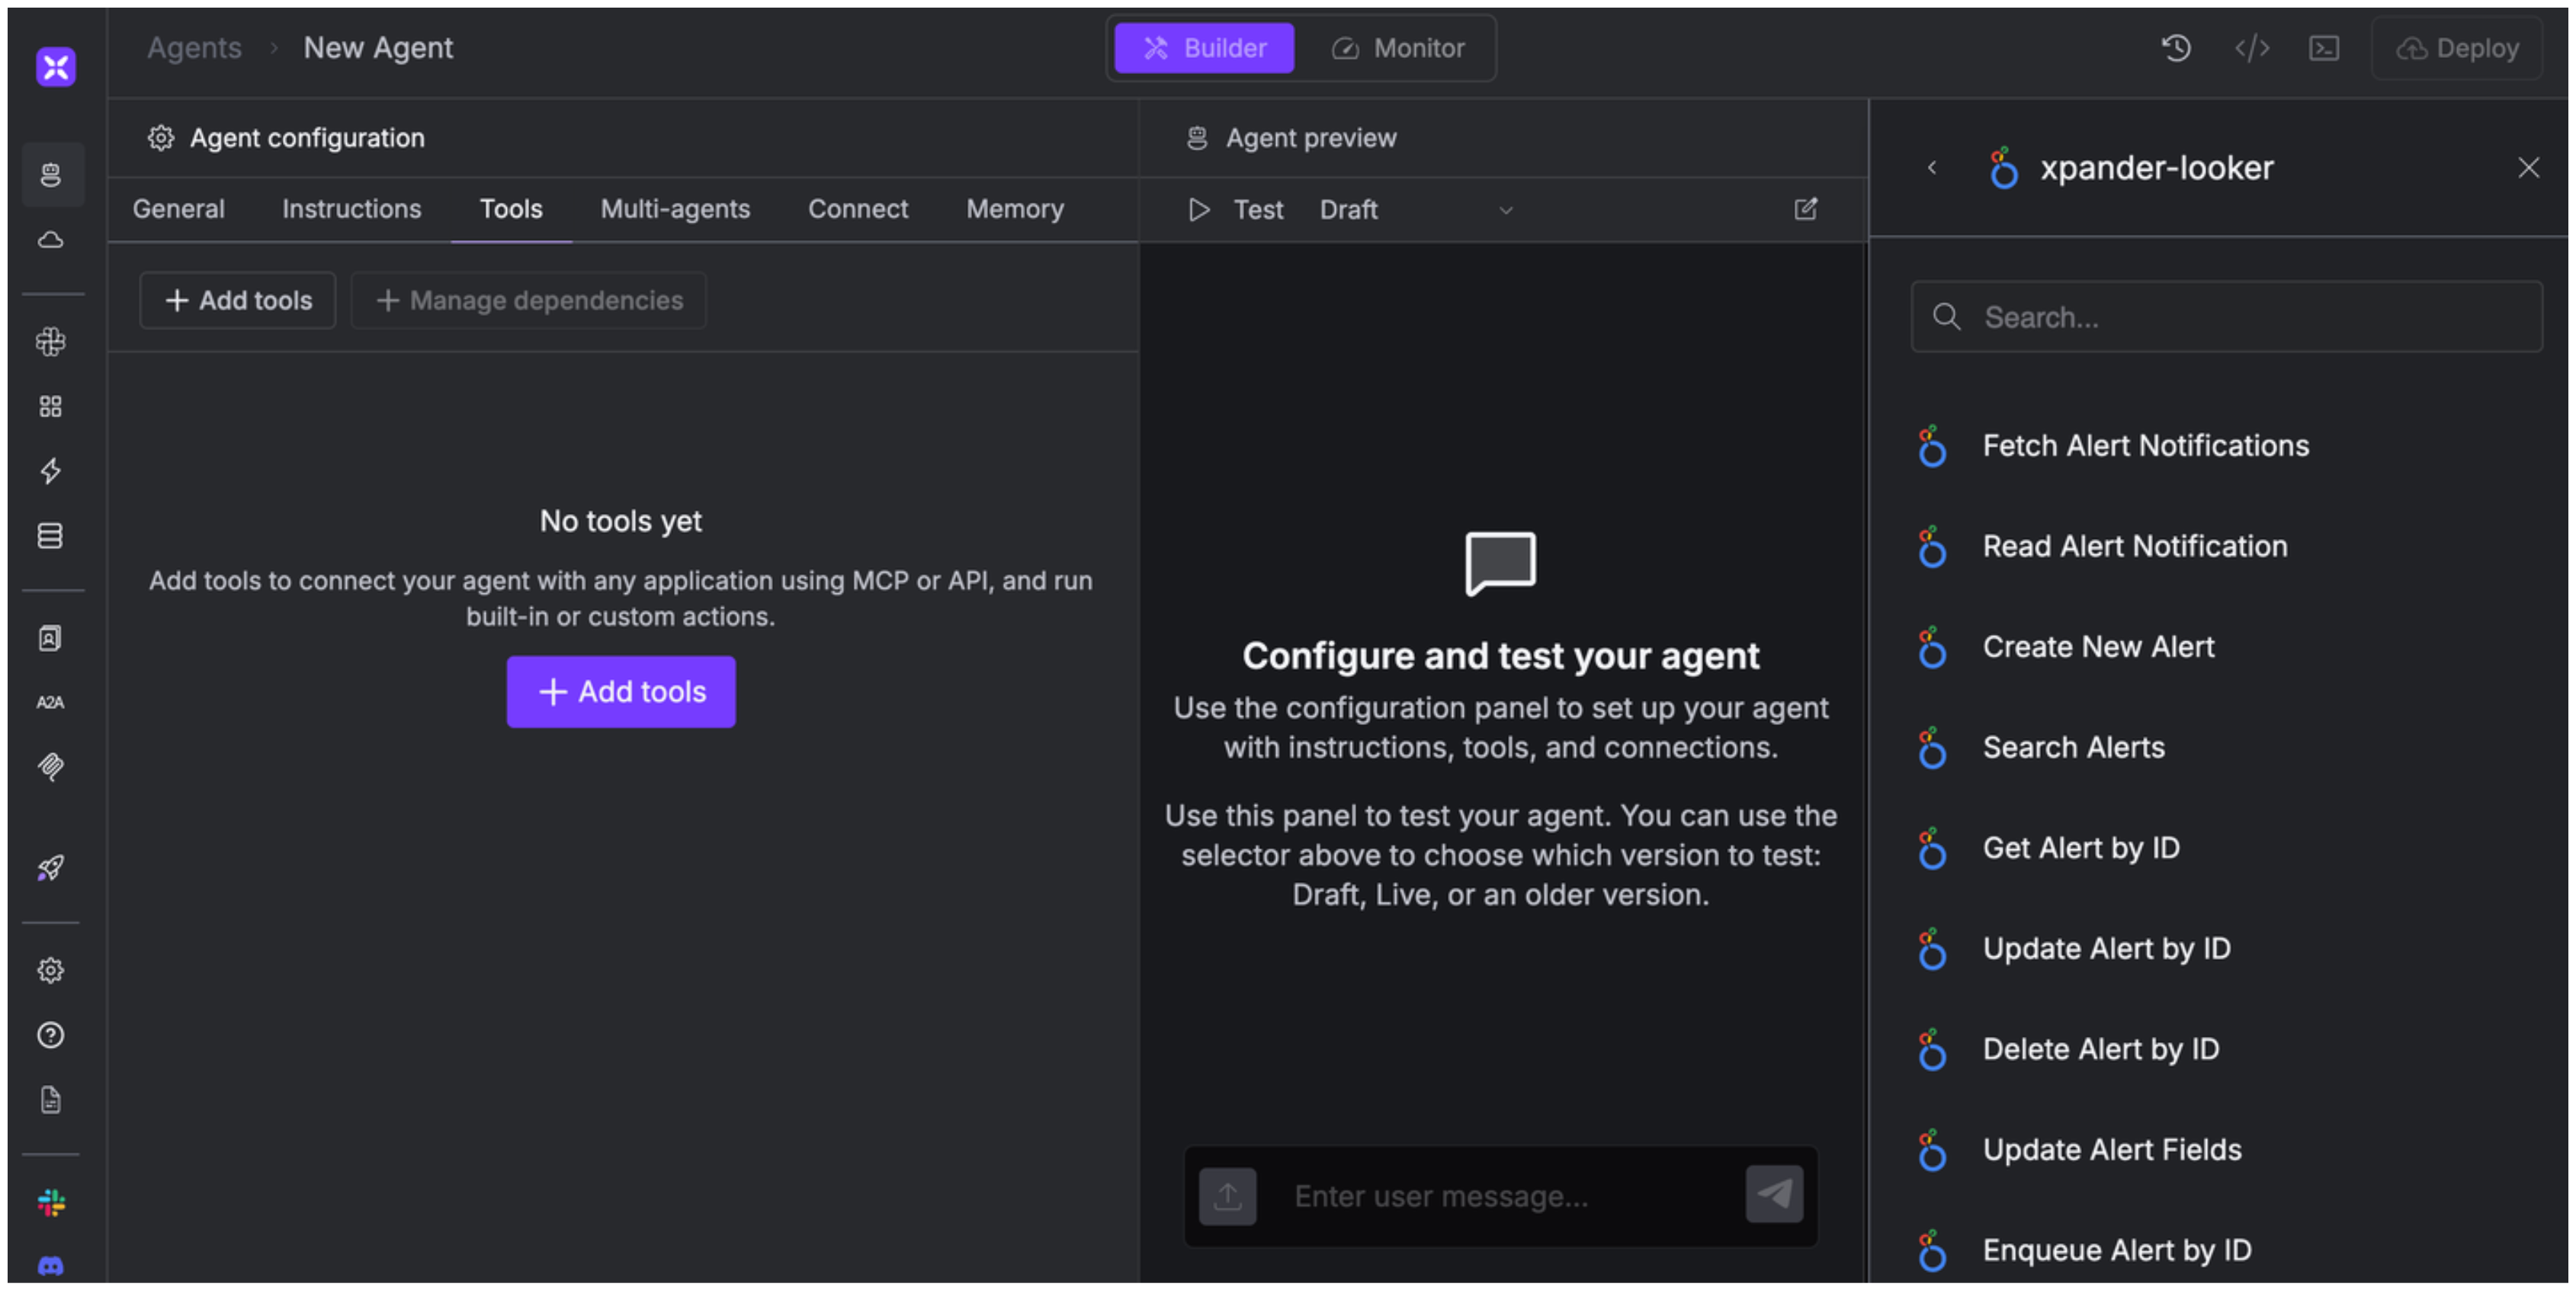 Agents > New Agent
Builder
Monitor
Deploy
Agent configuration
General
Instructions
Tools
Multi-agents
Connect
Memory
+ Add tools
+ Manage dependencies
No tools yet
Add tools to connect your agent with any application using MCP or API, and run
built-in or custom actions.
+ Add tools
A2A
Agent preview
Test
Draft
Configure and test your agent
Use the configuration panel to set up your agent
with instructions, tools, and connections.
Use this panel to test your agent. You can use the
selector above to choose which version to test:
Draft, Live, or an older version.
Enter user message...
xpander-looker
Search...
Fetch Alert Notifications
Read Alert Notification
Create New Alert
Search Alerts
Get Alert by ID
Update Alert by ID
Delete Alert by ID
Update Alert Fields
Enqueue Alert by ID